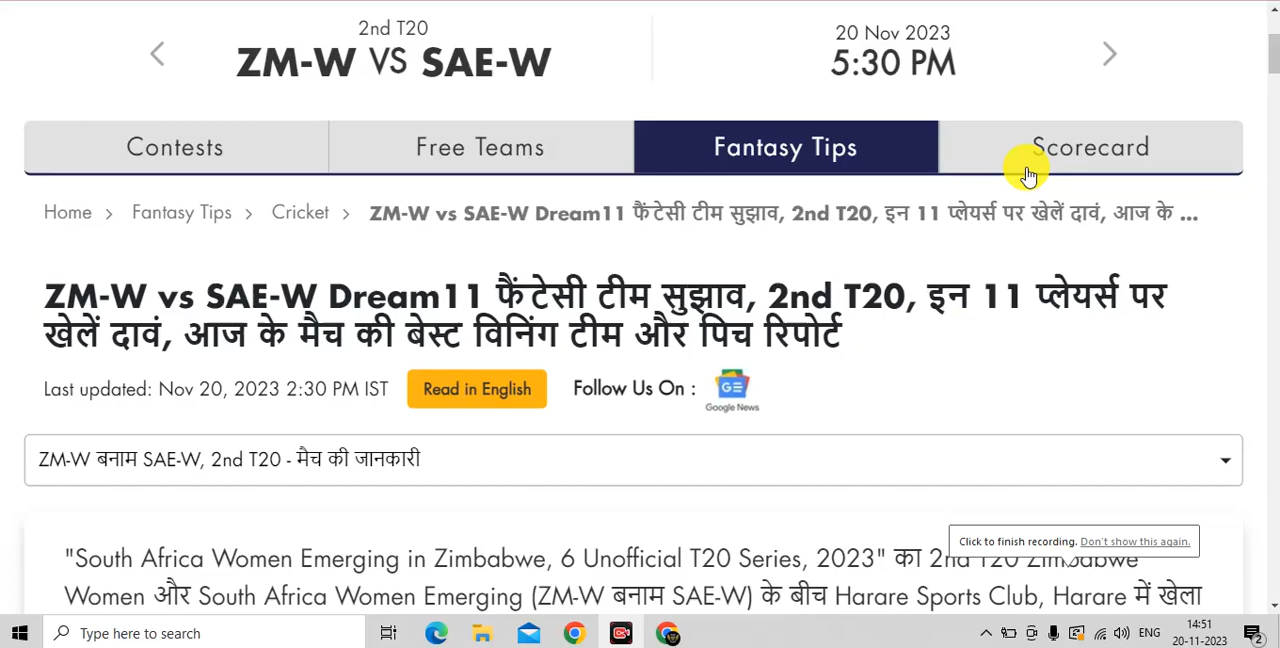 2nd T20
ZM-W VS SAE-W
20 Nov 2023
5:30 PM
Contests
Free Teams
Fantasy Tips
Scorecard
Home > Fantasy Tips > Cricket > ZM-W vs SAE-W Dream11 फैंटेसी टीम सुझाव, 2nd T20, इन 11 प्लेयर्स पर खेलें दावं, आज के ...
ZM-W vs SAE-W Dream11 फैंटेसी टीम सुझाव, 2nd T20, इन 11 प्लेयर्स पर
खेलें दावं, आज के मैच की बेस्ट विनिंग टीम और पिच रिपोर्ट
Last updated: Nov 20, 2023 2:30 PM IST
Read in English
Follow Us On :
GE
Google News
ZM-W बनाम SAE-W, 2nd T20 - मैच की जानकारी
Click to finish recording. Don't show this again.
"South Africa Women Emerging in Zimbabwe, 6 Unofficial T20 Series, 2023" का 2nd T20 Zimbabwe
Women और South Africa Women Emerging (ZM-W बनाम SAE-W) के बीच Harare Sports Club, Harare में खेला
Type here to search
ENG
14:51
20-11-2023
2